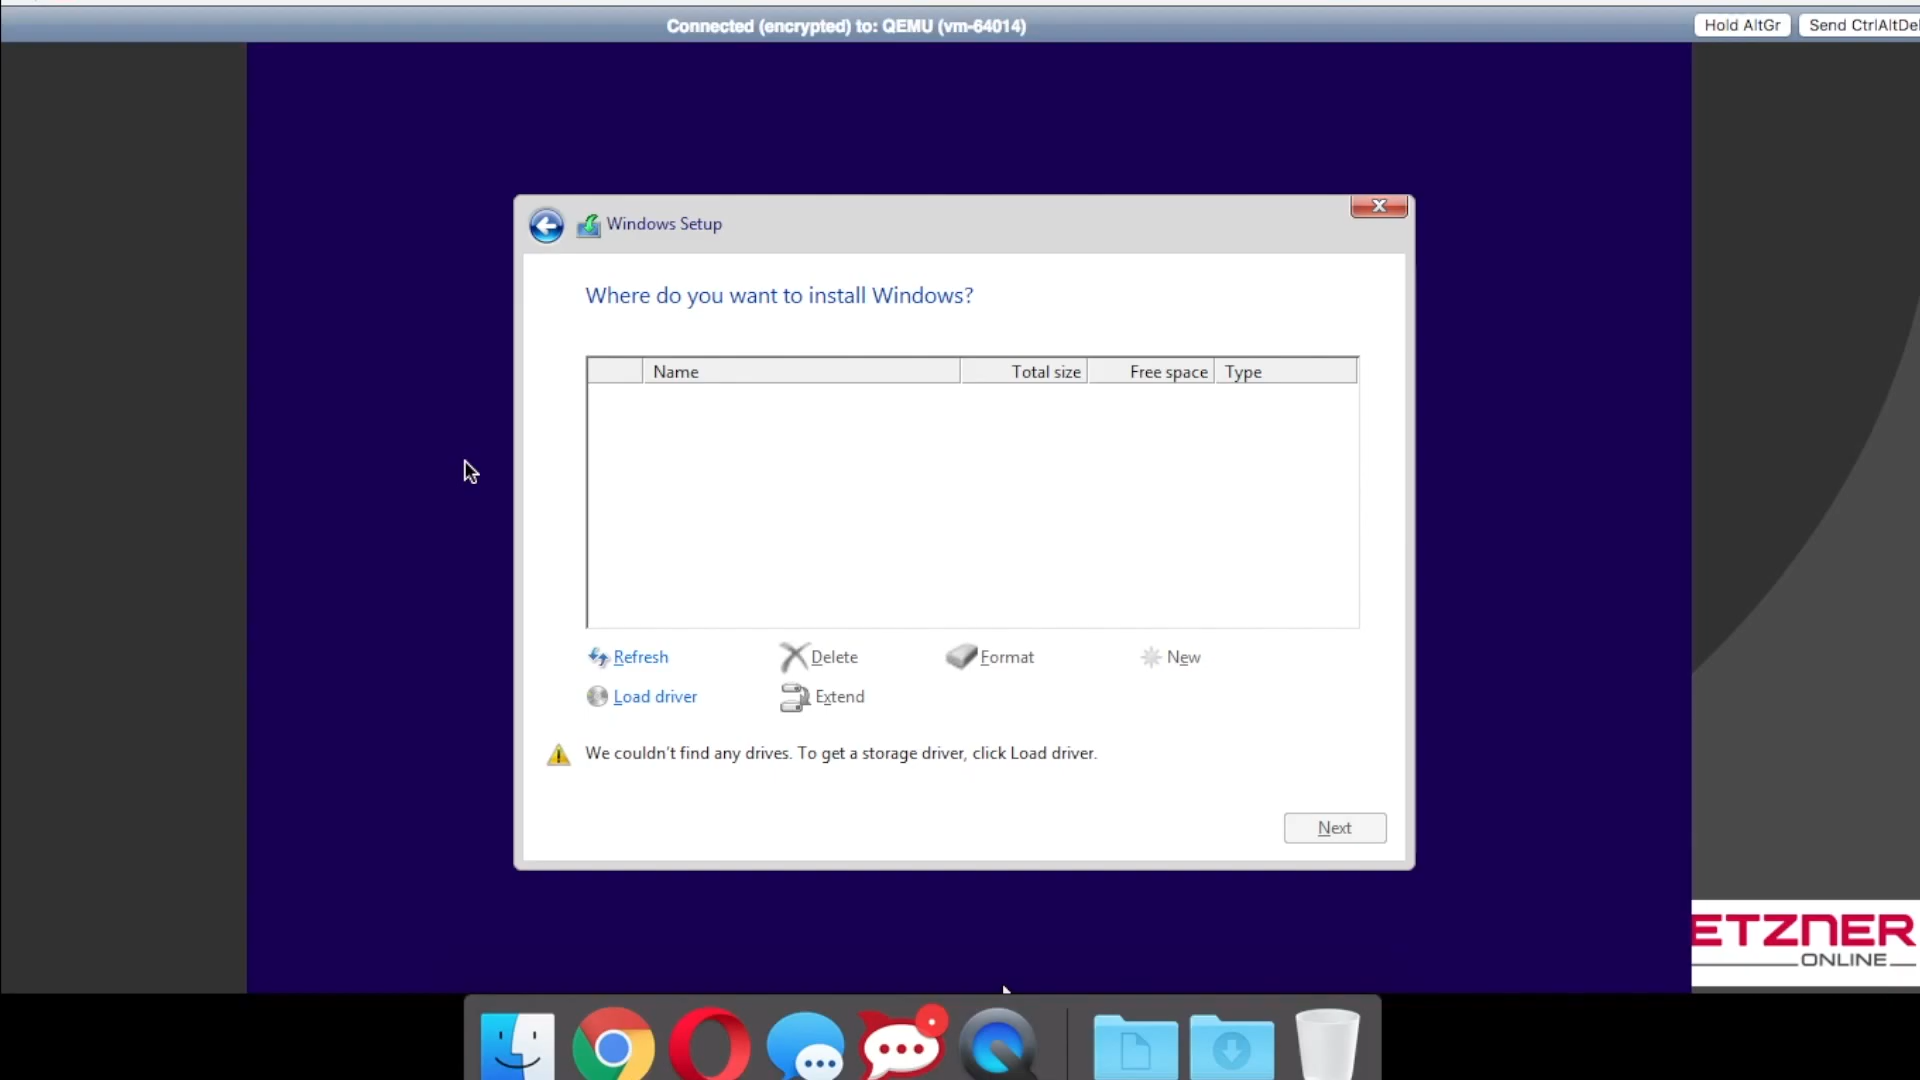 Connected (encrypted) to: QEMU (vm-64014)
Hold AltGr
Send CtrlAltDel
Windows Setup
Where do you want to install Windows?
Name Total size Free space Type
Refresh Delete Format New
Load driver Extend
We couldn't find any drives. To get a storage driver, click Load driver.
Next
ETZNER
ONLINE